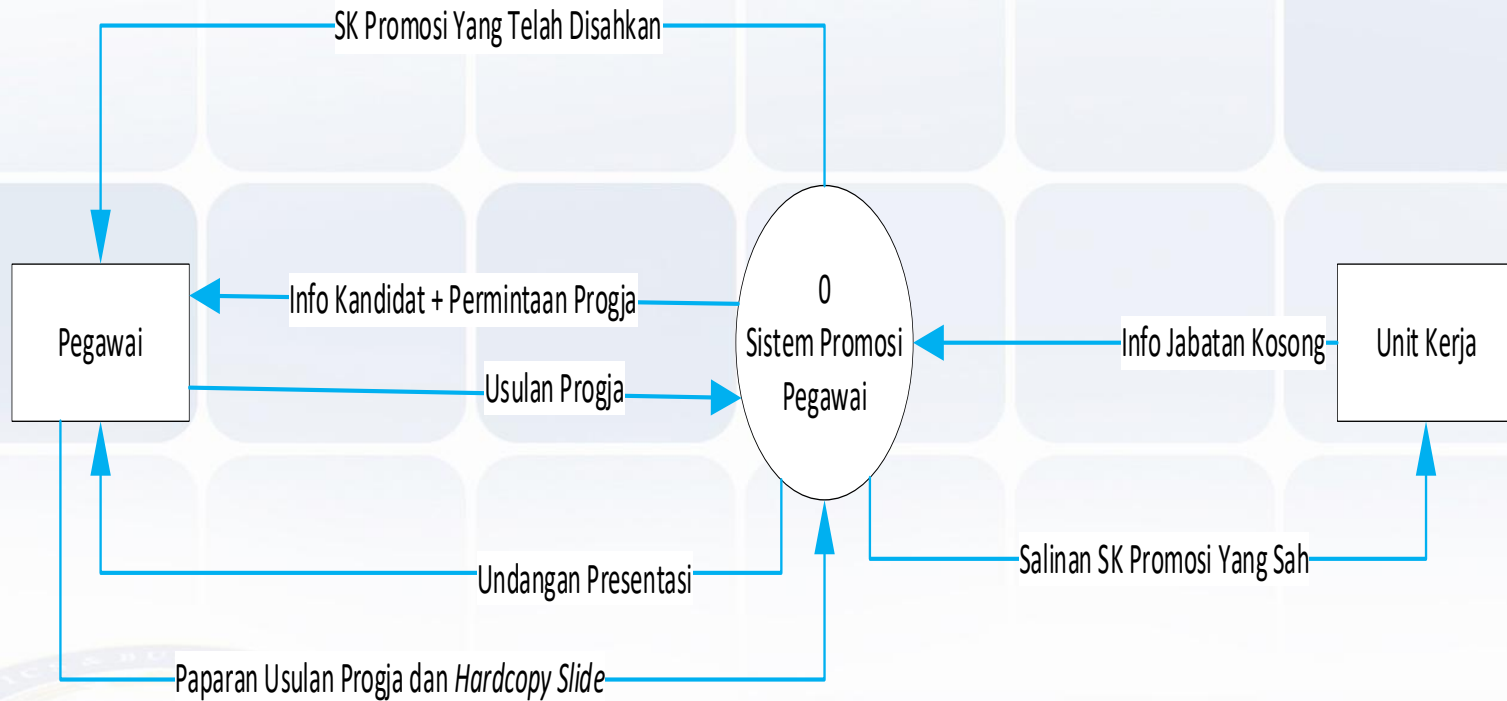 SK Promosi Yang Telah Disahkan
Info Kandidat + Permintaan Progja
Pegawai
Usulan Progja
0
Sistem Promosi
Pegawai
Info Jabatan Kosong
Unit Kerja
Undangan Presentasi
Salinan SK Promosi Yang Sah
Paparan Usulan Progja dan Hardcopy Slide